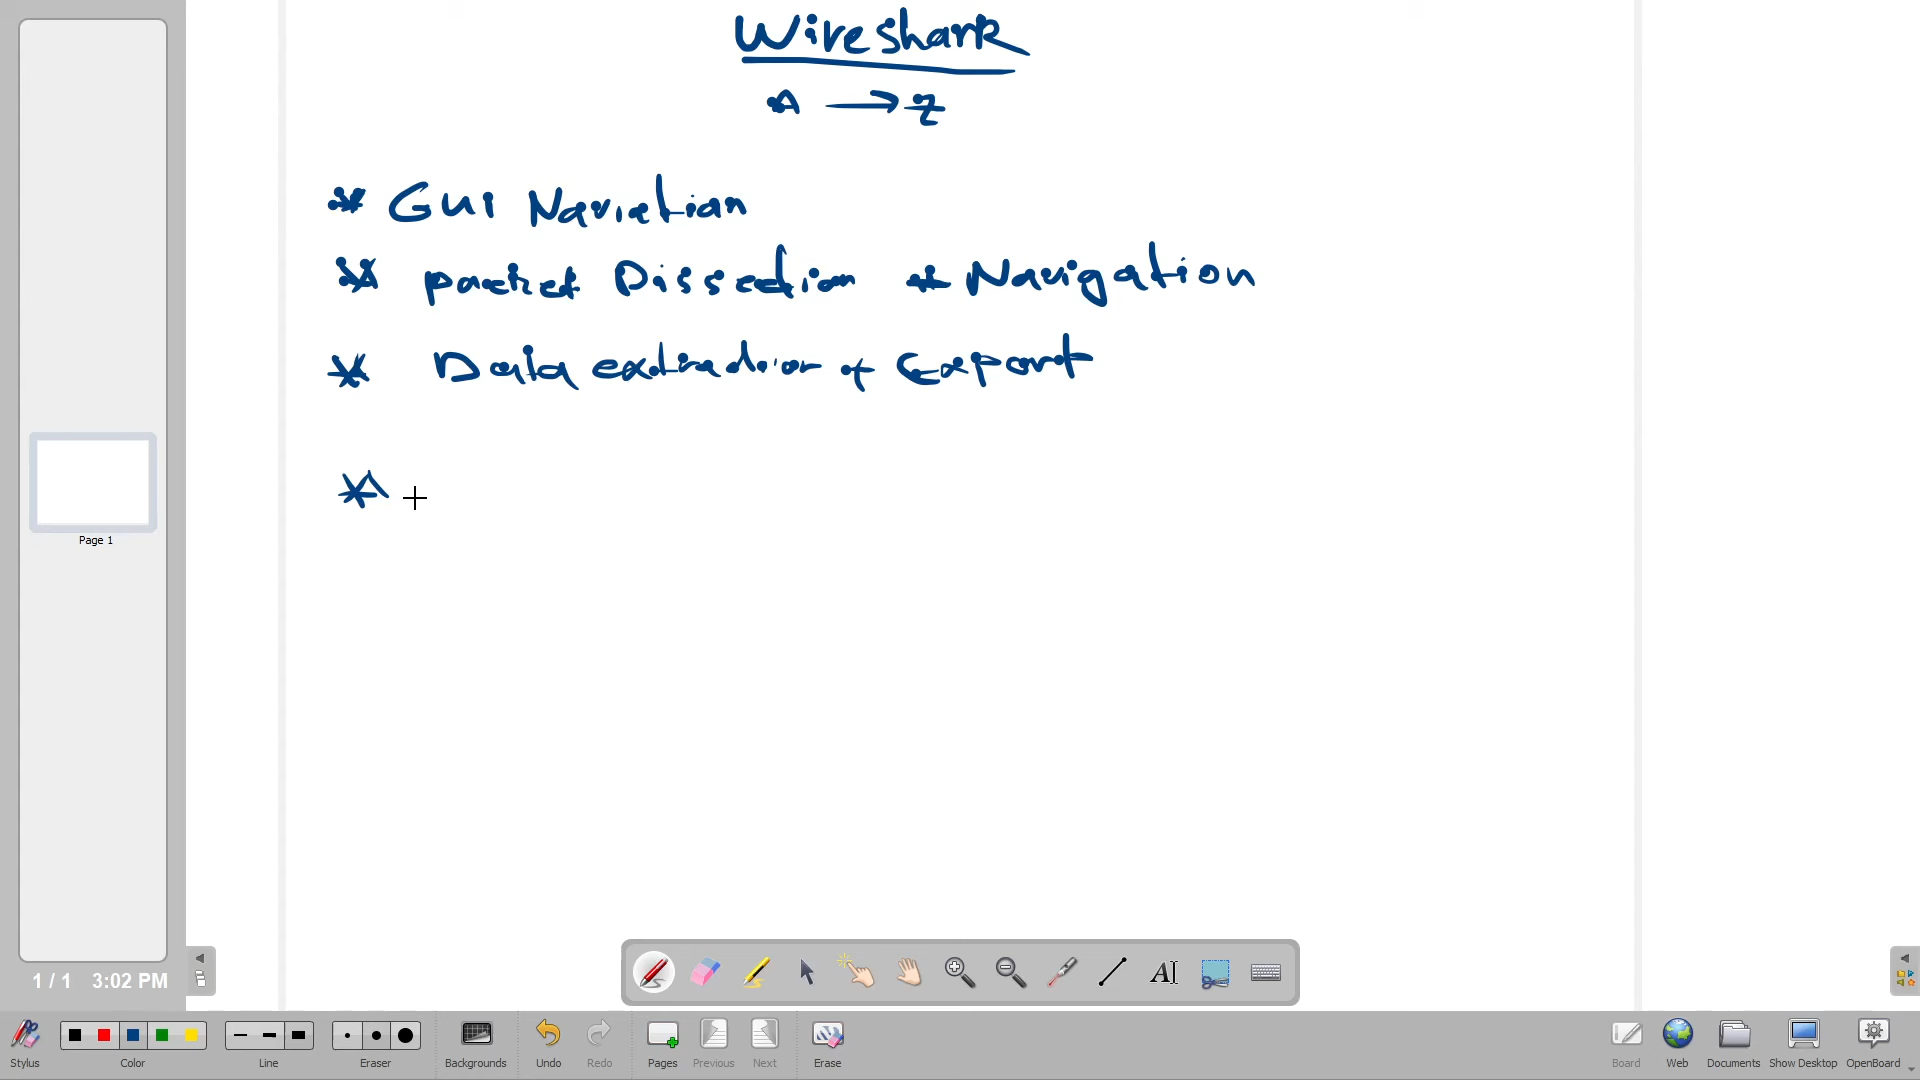 Wireshark
A → Z
* GUI Naviation
* Packet Dissection + Navigation
* Data extraction + Export
*
Page 1
1 / 1 3:02 PM
Stylus Color Line Eraser Backgrounds Undo Redo Pages Previous Next Erase Board Web Documents Show Desktop OpenBoard